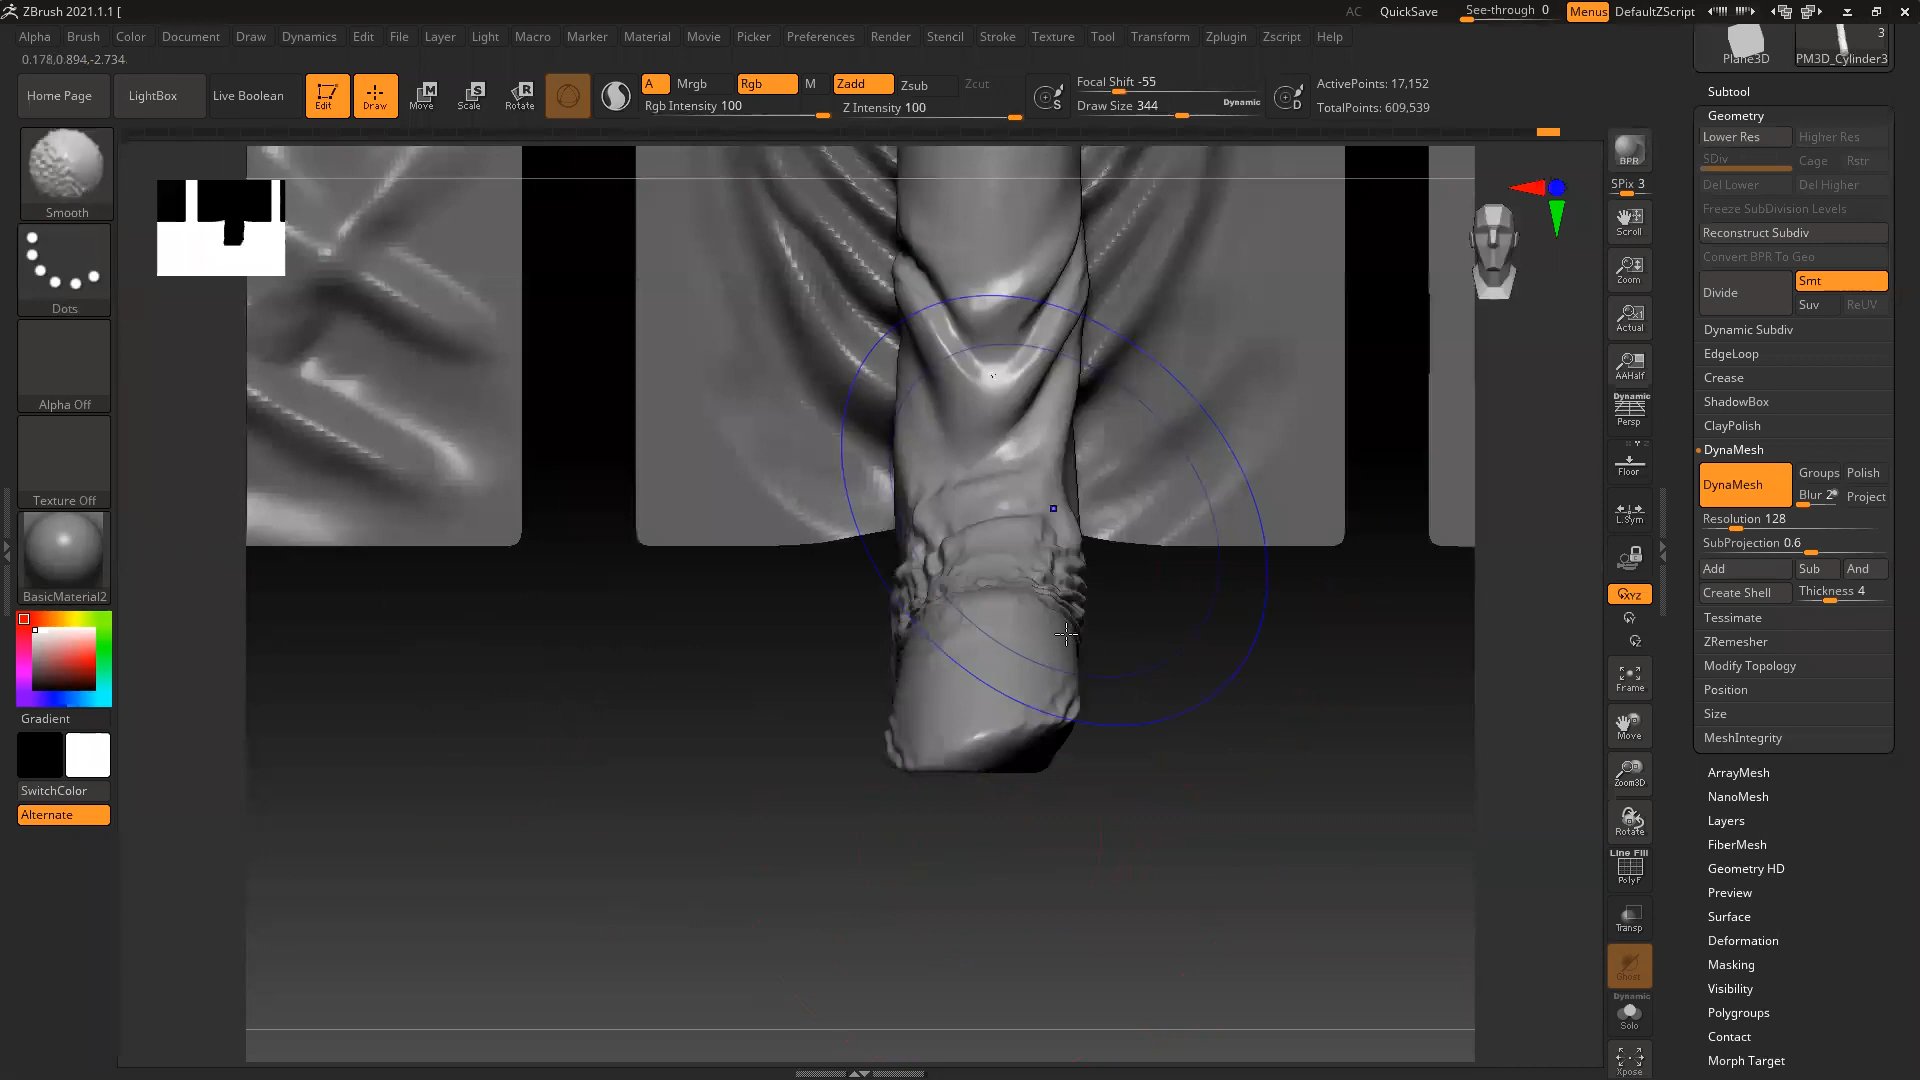 ZBrush 2021.1.1 [
AC
QuickSave
See-through 0
Menus
DefaultZScript
Alpha Brush Color Document Draw Dynamics Edit File Layer Light Macro Marker Material Movie Picker Preferences Render Stencil Stroke Texture Tool Transform Zplugin Zscript Help
0.178,0.894,-2.734
Home Page
LightBox
Live Boolean
Edit
Draw
Move
M
Scale
S
Rotate
R
A Mrgb Rgb M Zadd Zsub Zcut
Rgb Intensity 100
Z Intensity 100
S
Focal Shift -55
Draw Size 344
Dynamic
D
ActivePoints: 17,152
TotalPoints: 609,539
Smooth
Dots
Alpha Off
Texture Off
BasicMaterial2
Gradient
SwitchColor
Alternate
BPR
SPix 3
Scroll
Zoom
Actual
AAHalf
Dynamic
Persp
Floor
L.Sym
XYZ
Frame
Move
Zoom3D
Rotate
Line Fill
PolyF
Transp
Ghost
Dynamic
Solo
Xpose
Plane3D
3
PM3D_Cylinder3
Subtool
Geometry
Lower Res Higher Res
SDiv Cage Rstr
Del Lower Del Higher
Freeze SubDivision Levels
Reconstruct Subdiv
Convert BPR To Geo
Divide
Smt
Suv ReUV
Dynamic Subdiv
EdgeLoop
Crease
ShadowBox
ClayPolish
DynaMesh
DynaMesh
Groups Polish
Blur 2 Project
Resolution 128
SubProjection 0.6
Add Sub And
Create Shell Thickness 4
Tessimate
ZRemesher
Modify Topology
Position
Size
MeshIntegrity
ArrayMesh
NanoMesh
Layers
FiberMesh
Geometry HD
Preview
Surface
Deformation
Masking
Visibility
Polygroups
Contact
Morph Target